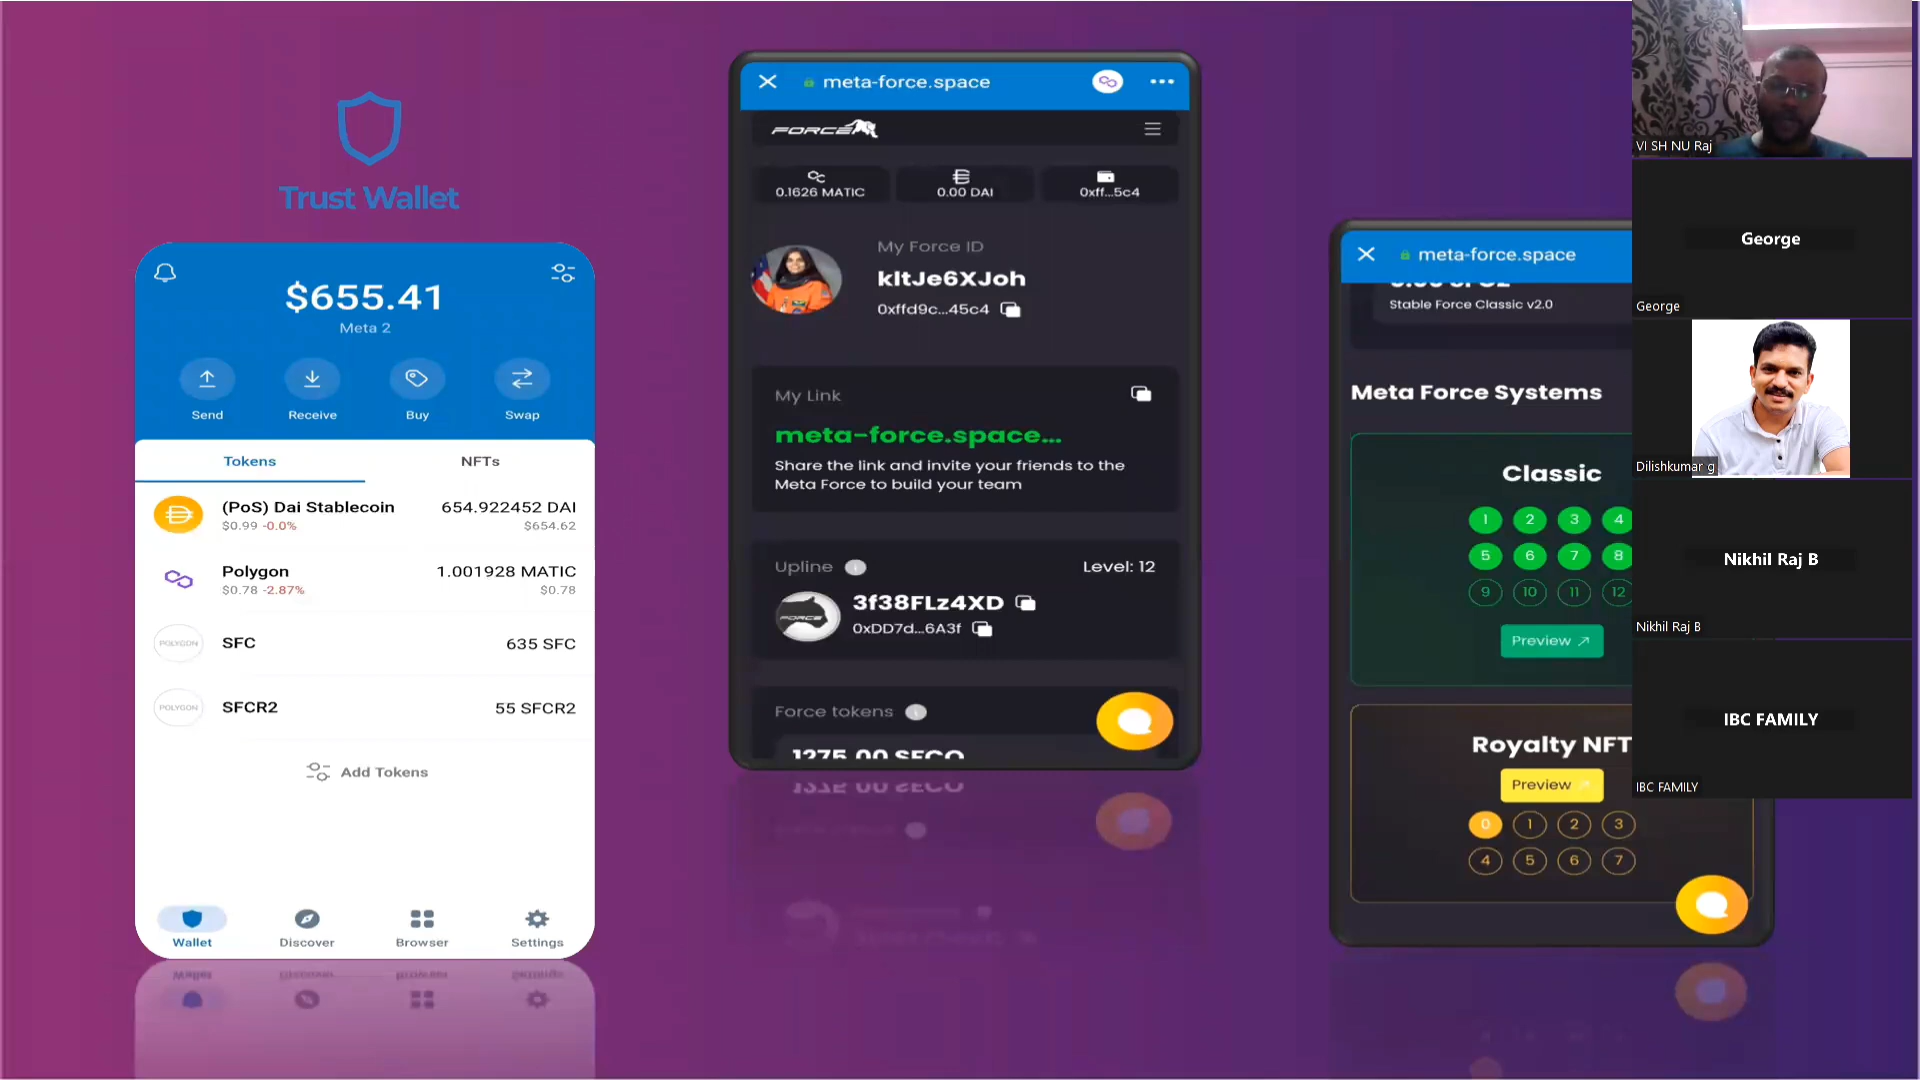 Trust Wallet
$655.41
Meta 2
Send
Receive
Buy
Swap
Tokens
NFTs
(PoS) Dai Stablecoin
654.922452 DAI
$0.99 -0.0%
$654.62
Polygon
1.001928 MATIC
$0.78 -2.87%
$0.78
POLYGON
SFC
635 SFC
POLYGON
SFCR2
55 SFCR2
Add Tokens
Wallet
Discover
Browser
Settings
meta-force.space
FORCE
0.1626 MATIC
0.00 DAI
0xff...5c4
My Force ID
kltJe6XJoh
0xffd9c...45c4
My Link
meta-force.space...
Share the link and invite your friends to the
Meta Force to build your team
Upline
Level: 12
FORCE
3f38FLz4XD
0xDD7d...6A3f
Force tokens
meta-force.space
Stable Force Classic v2.0
Meta Force Systems
Classic
1 2 3 4
5 6 7 8
9 10 11 12
Preview
Royalty NFT
Preview
0 1 2 3
4 5 6 7
VI SH NU Raj
George
George
Dilishkumar g
Nikhil Raj B
Nikhil Raj B
IBC FAMILY
IBC FAMILY